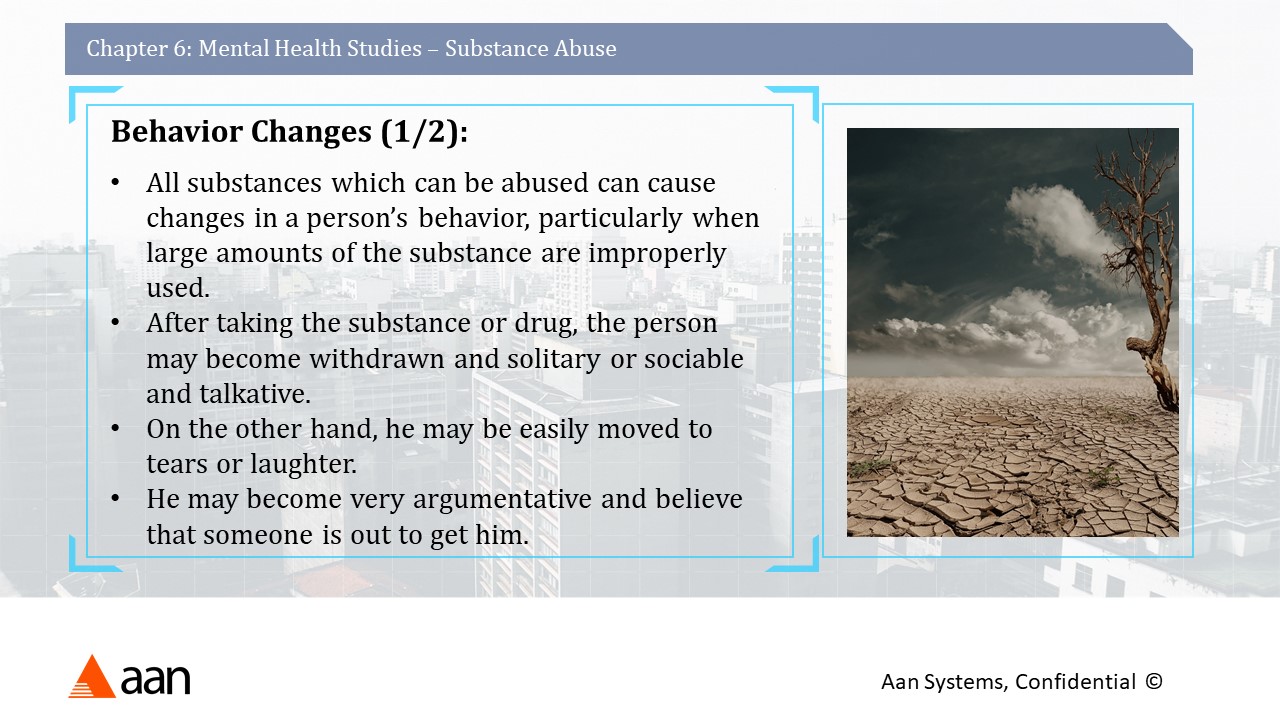 Chapter 6: Mental Health Studies – Substance Abuse
Behavior Changes (1/2):
• All substances which can be abused can cause
changes in a person’s behavior, particularly when
large amounts of the substance are improperly
used.
• After taking the substance or drug, the person
may become withdrawn and solitary or sociable
and talkative.
• On the other hand, he may be easily moved to
tears or laughter.
• He may become very argumentative and believe
that someone is out to get him.
aan
Aan Systems, Confidential ©